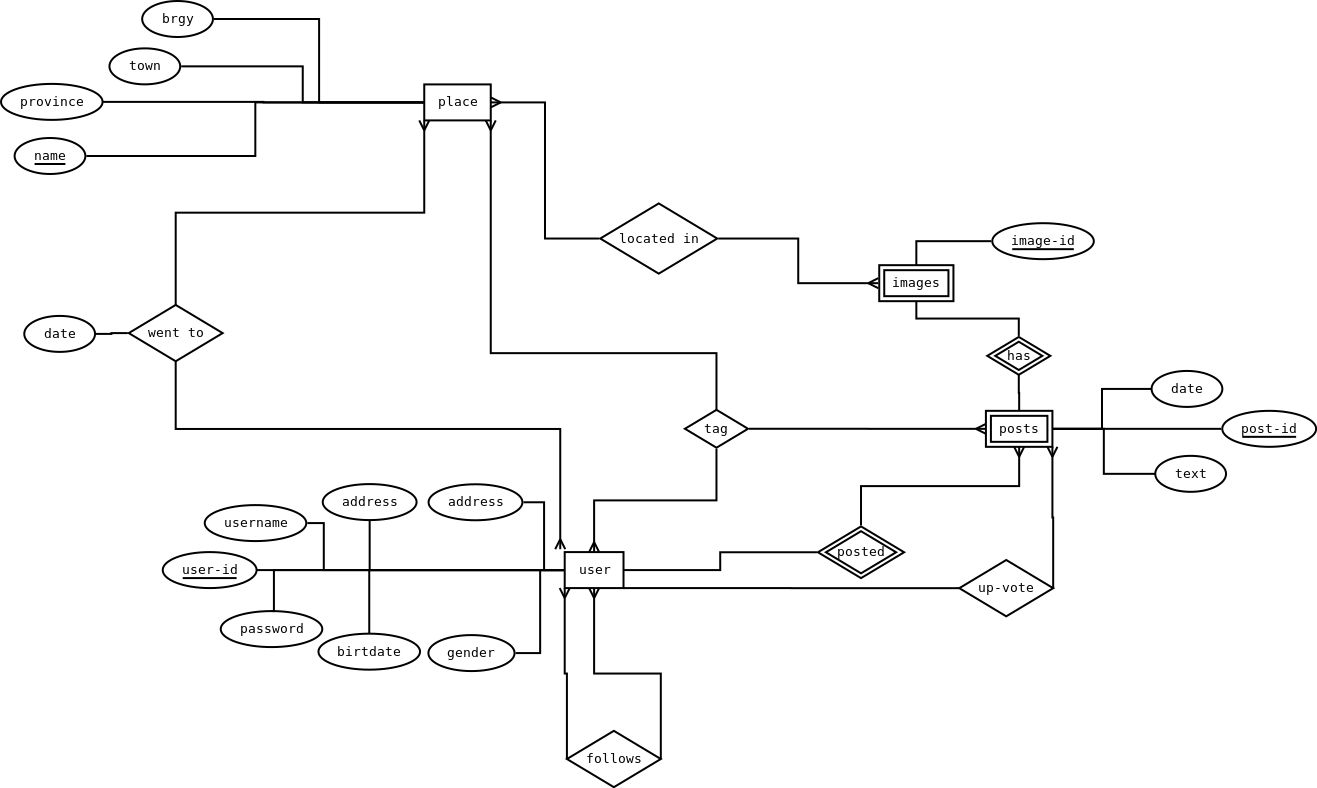 brgy
town
place
province
name
located in
image-id
images
date
went to
has
date
tag
posts
post-id
text
address
address
username
posted
user-id
user
up-vote
password
birtdate
gender
follows